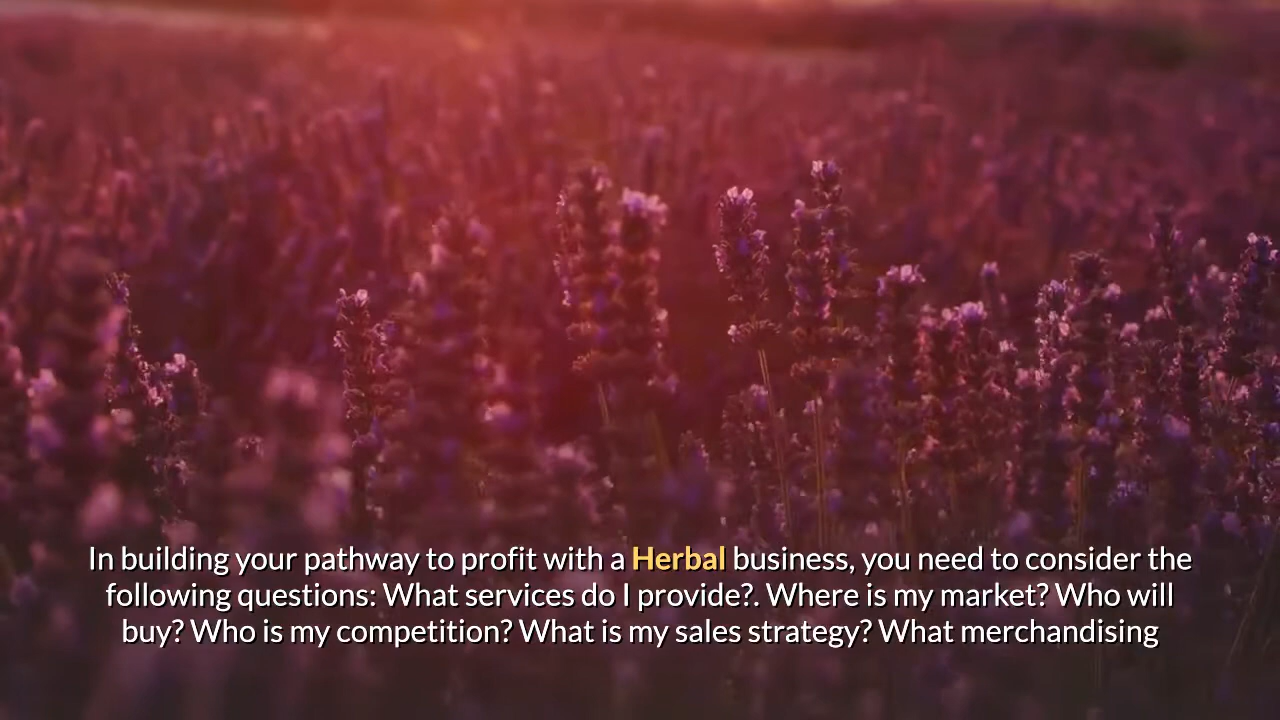 In building your pathway to profit with a Herbal business, you need to consider the
following questions: What services do I provide?. Where is my market? Who will
buy? Who is my competition? What is my sales strategy? What merchandising